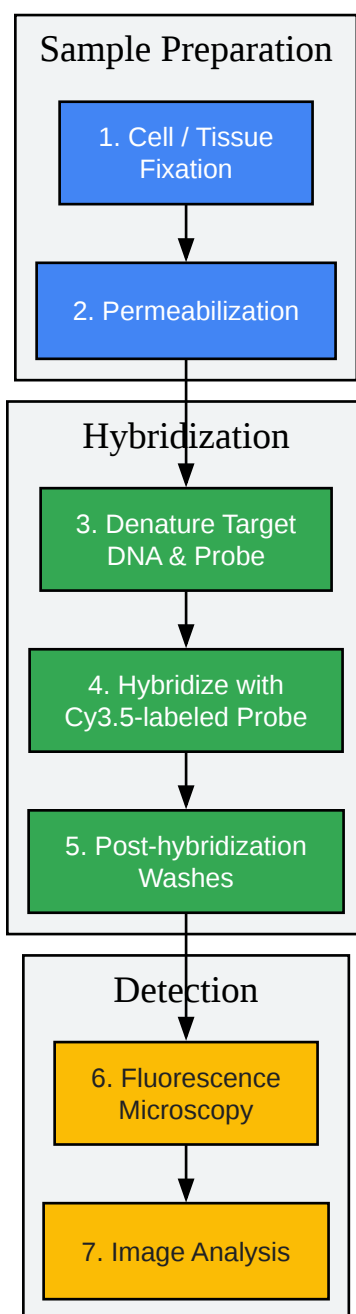 Sample Preparation
1. Cell / Tissue
Fixation
2. Permeabilization
Hybridization
3. Denature Target
DNA & Probe
4. Hybridize with
Cy3.5-labeled Probe
5. Post-hybridization
Washes
Detection
6. Fluorescence
Microscopy
7. Image Analysis